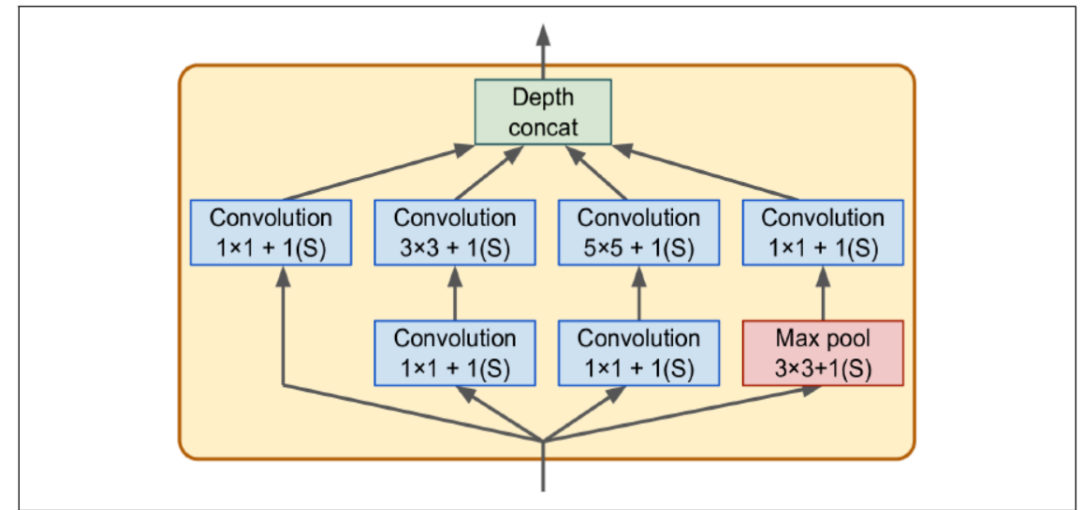 Depth
concat
Convolution
1×1 + 1(S)
Convolution
3×3 + 1(S)
Convolution
5×5 + 1(S)
Convolution
1×1 + 1(S)
Convolution
1×1 + 1(S)
Convolution
1×1 + 1(S)
Max pool
3×3+1(S)